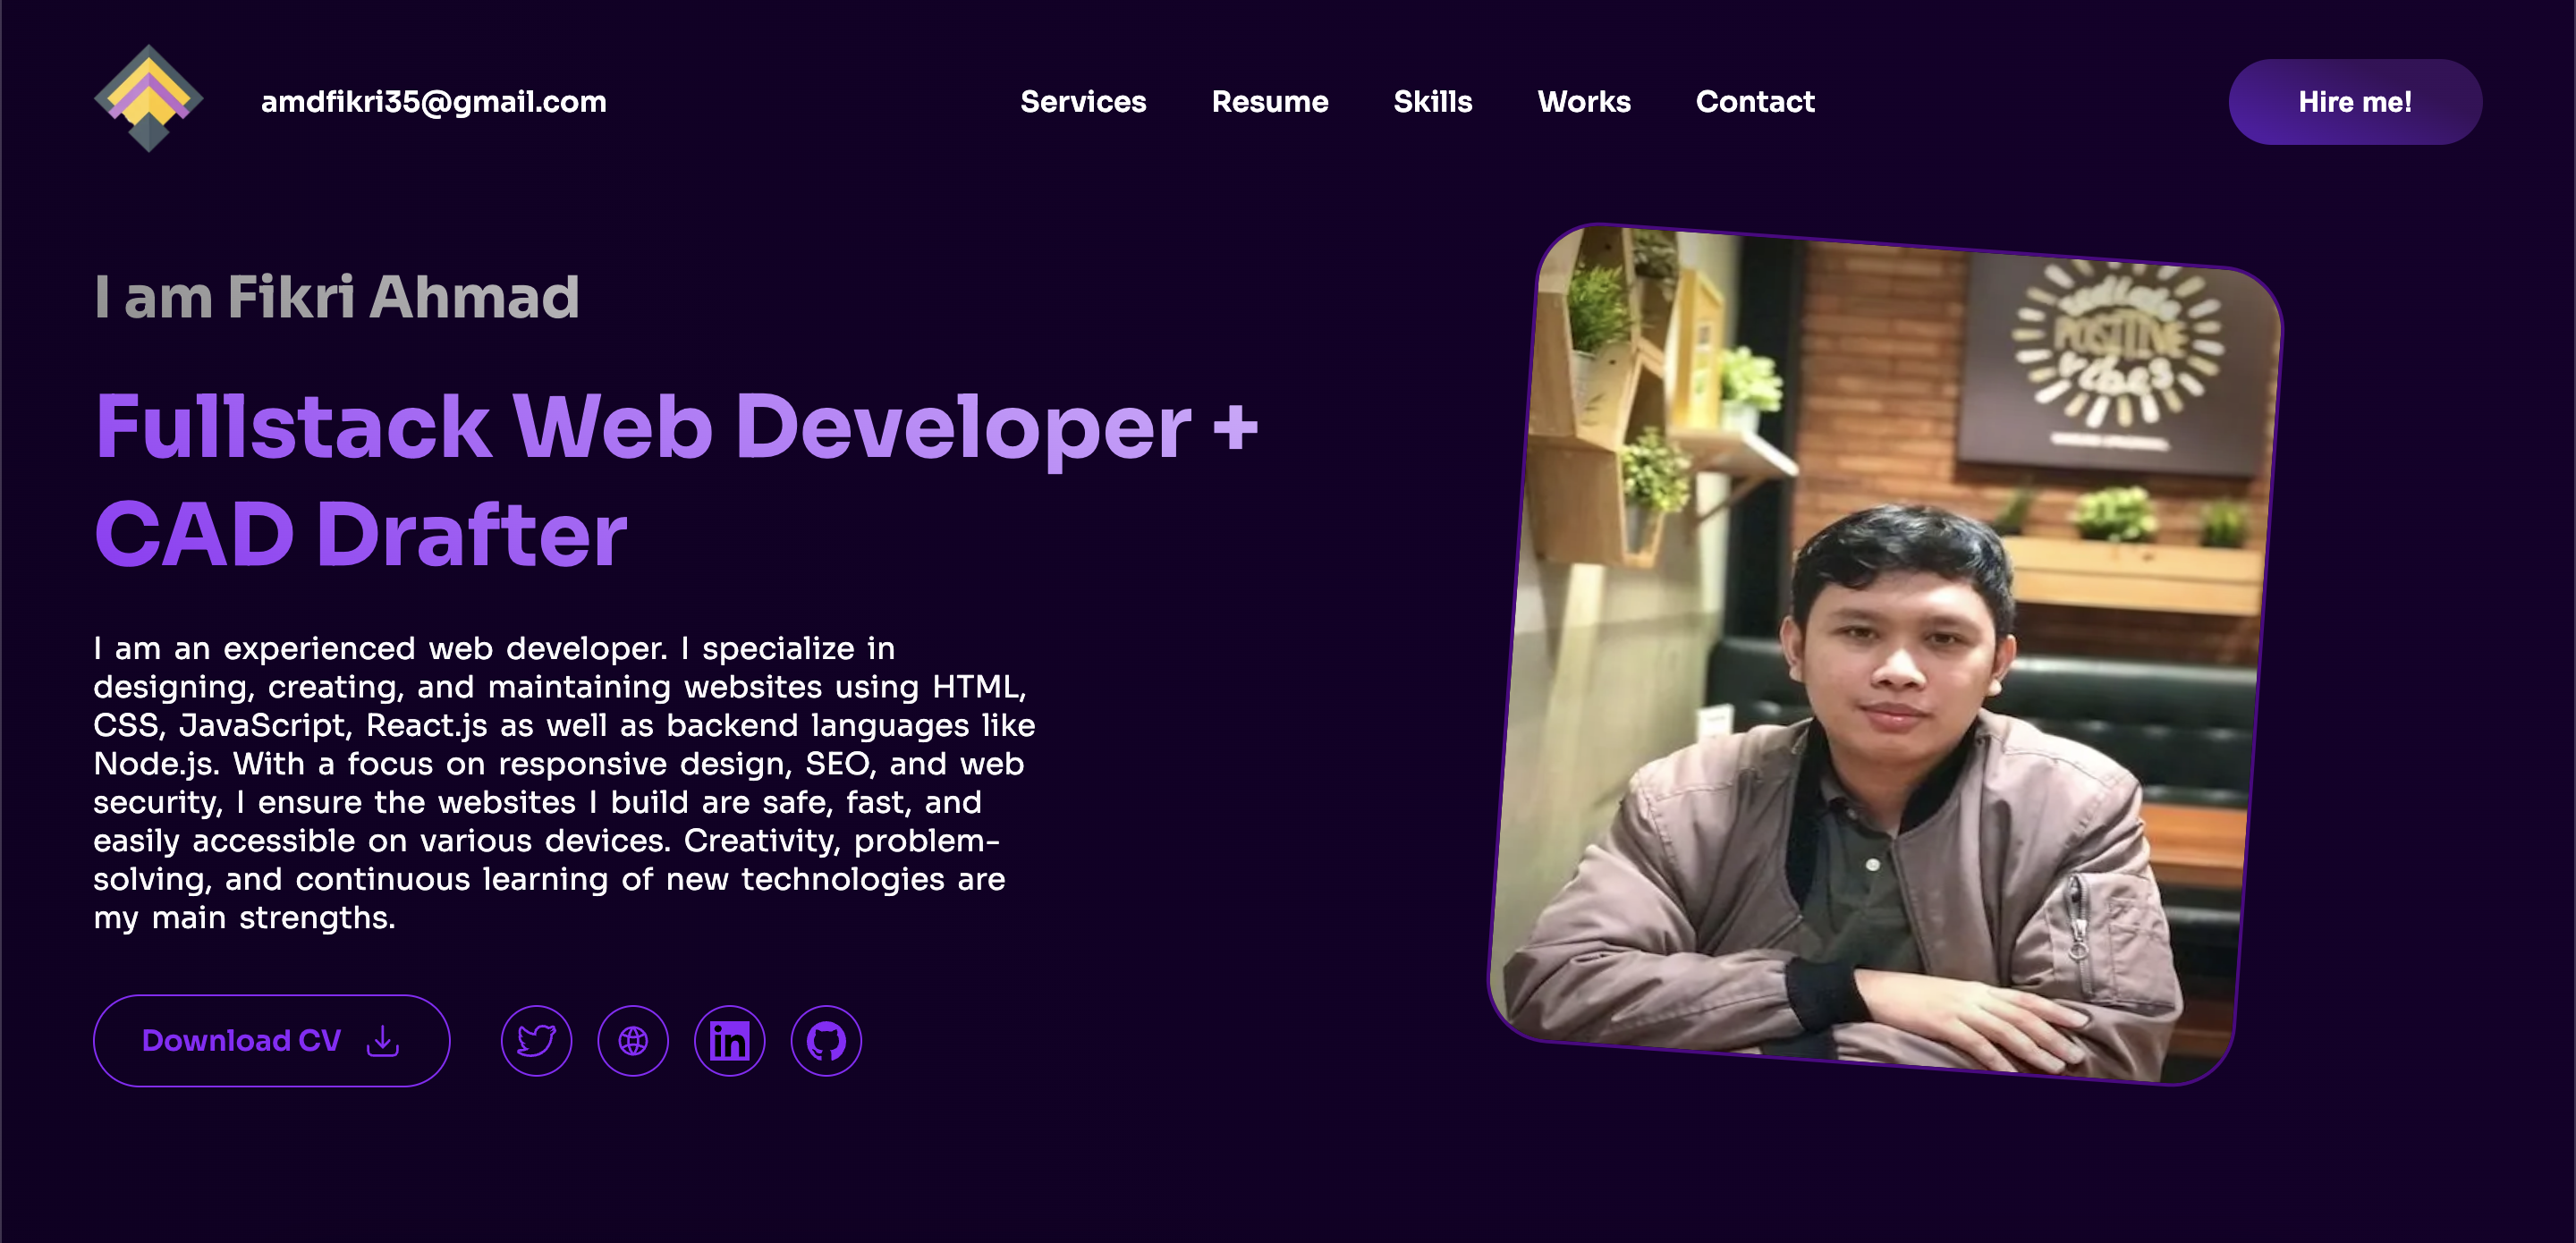 amdfikri35@gmail.com
Services
Resume
Skills
Works
Contact
Hire me!
I am Fikri Ahmad
Fullstack Web Developer +
CAD Drafter
I am an experienced web developer. I specialize in
designing, creating, and maintaining websites using HTML,
CSS, JavaScript, React.js as well as backend languages like
Node.js. With a focus on responsive design, SEO, and web
security, I ensure the websites I build are safe, fast, and
easily accessible on various devices. Creativity, problem-
solving, and continuous learning of new technologies are
my main strengths.
Download CV
in
POSITIVE
vibes